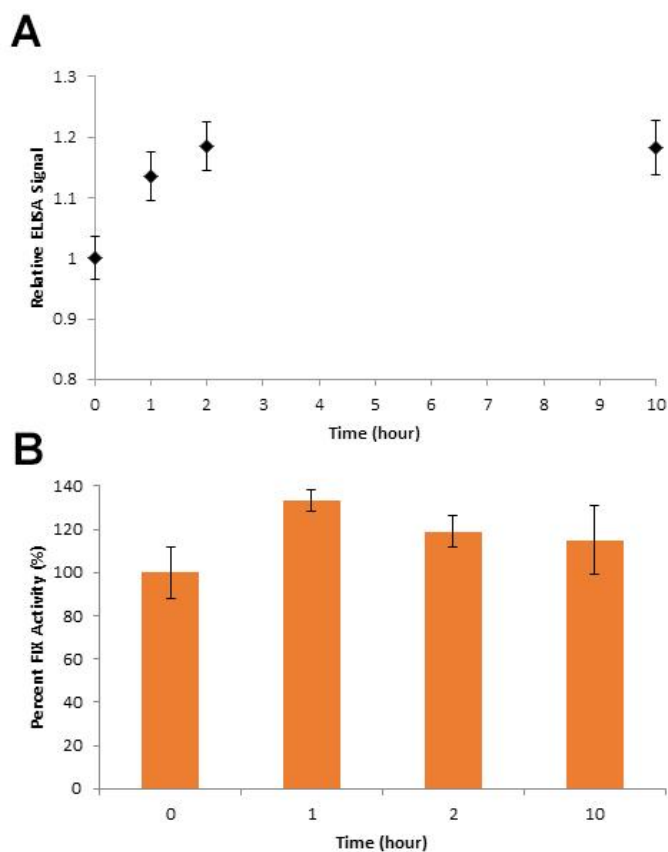 A
Relative ELISA Signal
1.3
1.2
1.1
1
0.9
0.8
0 1 2 3 4 5 6 7 8 9 10
Time (hour)
B
Percent FIX Activity (%)
140
120
100
80
60
40
20
0
0 1 2 10
Time (hour)